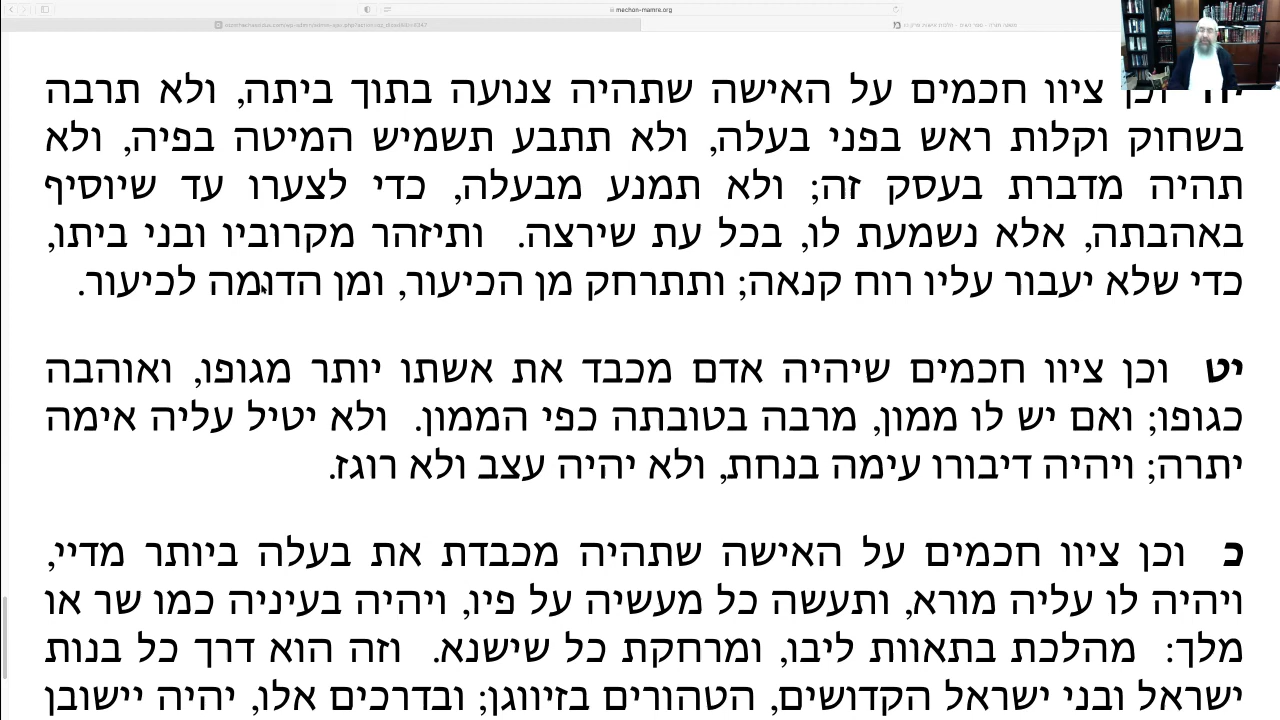 mechon-mamre.org
וכן ציוו חכמים על האישה שתהיה צנועה בתוך ביתה, ולא תרבה
בשחוק וקלות ראש בפני בעלה, ולא תתבע תשמיש המיטה בפיה, ולא
תהיה מדברת בעסק זה; ולא תמנע מבעלה, כדי לצערו עד שיוסיף
באהבתה, אלא נשמעת לו, בכל עת שירצה. ותיזהר מקרוביו ובני ביתו,
כדי שלא יעבור עליו רוח קנאה; ותתרחק מן הכיעור, ומן הדומה לכיעור.
יט וכן ציוו חכמים שיהיה אדם מכבד את אשתו יותר מגופו, ואוהבה
כגופו; ואם יש לו ממון, מרבה בטובתה כפי הממון. ולא יטיל עליה אימה
יתרה; ויהיה דיבורו עימה בנחת, ולא יהיה עצב ולא רוגז.
כ וכן ציוו חכמים על האישה שתהיה מכבדת את בעלה ביותר מדיי,
ויהיה לו עליה מורא, ותעשה כל מעשיה על פיו, ויהיה בעיניה כמו שר או
מלך: מהלכת בתאוות ליבו, ומרחקת כל שישנא. וזה הוא דרך כל בנות
ישראל ובני ישראל הקדושים, הטהורים בזיווגן; ובדרכים אלו, יהיה יישובן